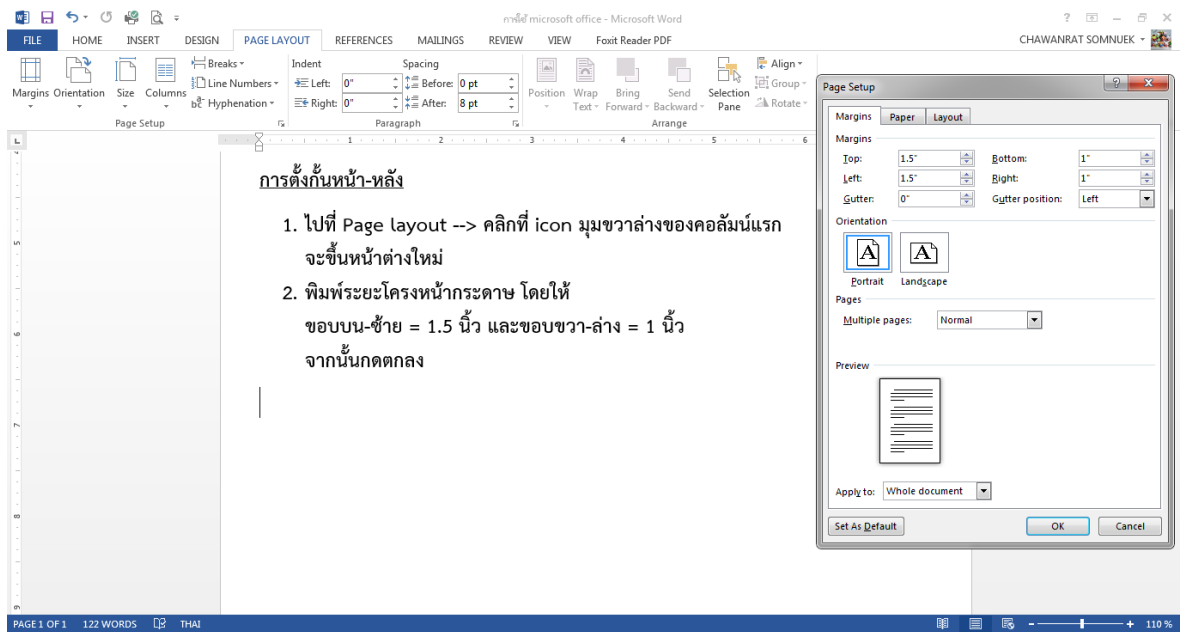 การใช้ microsoft office - Microsoft Word
FILE HOME INSERT DESIGN PAGE LAYOUT REFERENCES MAILINGS REVIEW VIEW Foxit Reader PDF CHAWANRAT SOMNUEK
Margins Orientation Size Columns
Breaks
Line Numbers
Hyphenation
Page Setup
Indent Spacing
Left: 0" Before: 0 pt
Right: 0" After: 8 pt
Paragraph
Position Wrap Text Bring Forward Send Backward Selection Pane
Align
Group
Rotate
Arrange
1 2 3 4 5 6
5
6
7
8
9
การตั้งกั้นหน้า-หลัง
1. ไปที่ Page layout --> คลิกที่ icon มุมขวาล่างของคอลัมน์แรก
จะขึ้นหน้าต่างใหม่
2. พิมพ์ระยะโครงหน้ากระดาษ โดยให้
ขอบบน-ซ้าย = 1.5 นิ้ว และขอบขวา-ล่าง = 1 นิ้ว
จากนั้นกดตกลง
Page Setup
Margins Paper Layout
Margins
Top: 1.5" Bottom: 1"
Left: 1.5" Right: 1"
Gutter: 0" Gutter position: Left
Orientation
Portrait Landscape
Pages
Multiple pages: Normal
Preview
Apply to: Whole document
Set As Default OK Cancel
PAGE 1 OF 1 122 WORDS THAI 110 %